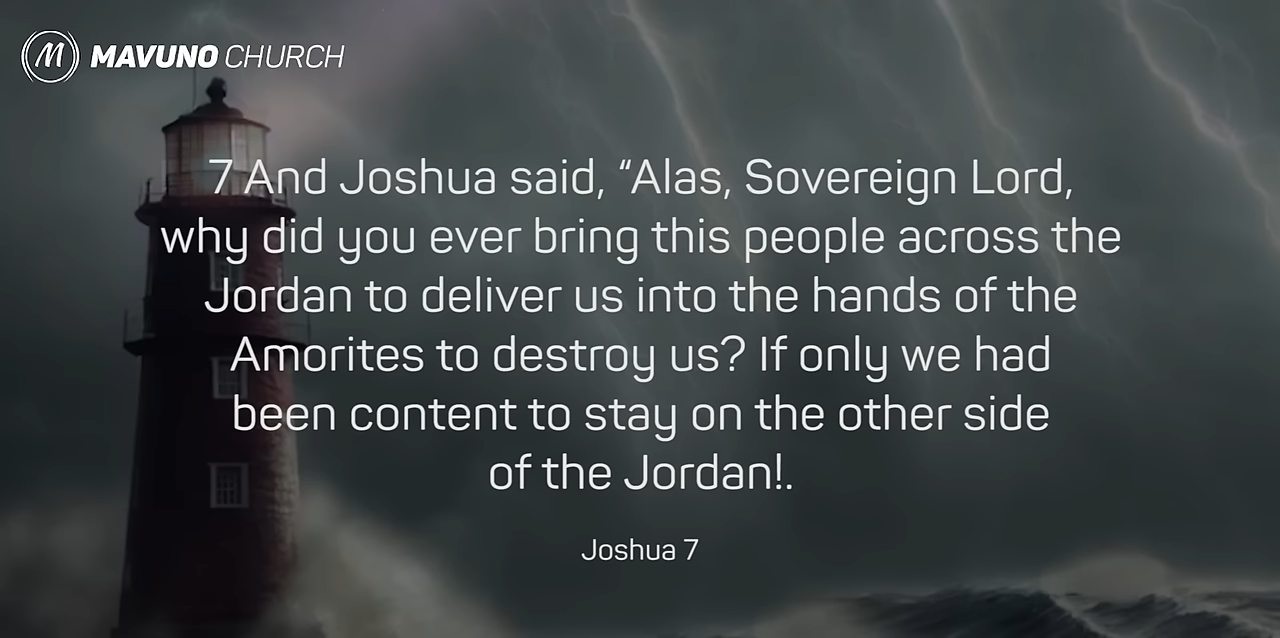 M MAVUNO CHURCH
7 And Joshua said, “Alas, Sovereign Lord,
why did you ever bring this people across the
Jordan to deliver us into the hands of the
Amorites to destroy us? If only we had
been content to stay on the other side
of the Jordan!.
Joshua 7